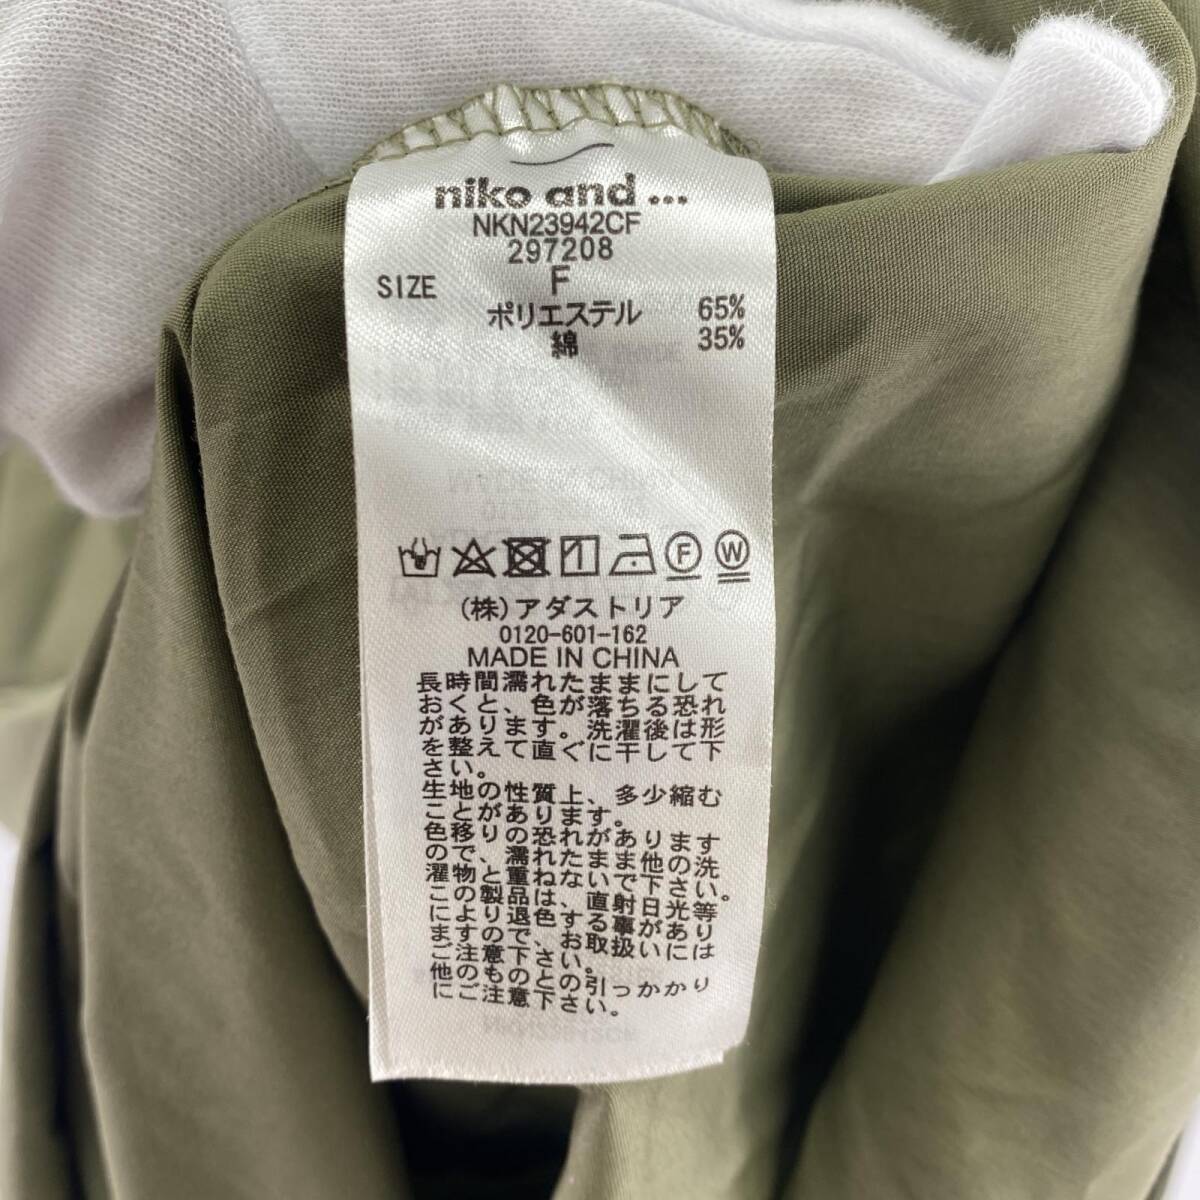 niko and ...
NKN23942CF
297208
SIZE F
ポリエステル 65%
綿 35%
F W
(株)アダストリア
0120-601-162
MADE IN CHINA
長時間濡れたままにして
おくと、色が落ちる恐れ
があります。洗濯後は形
を整えて直ぐに干して下
さい。
生地の性質上、多少縮む
ことがあります。
色移りの恐れがあります
ので、濡れたまま他の洗
濯物と重ねないで下さい。
この製品は、直射日光等
により退色する事があり
ますので、お取扱いには
ご注意下さい。
他のものとの引っかかり
にご注意下さい。